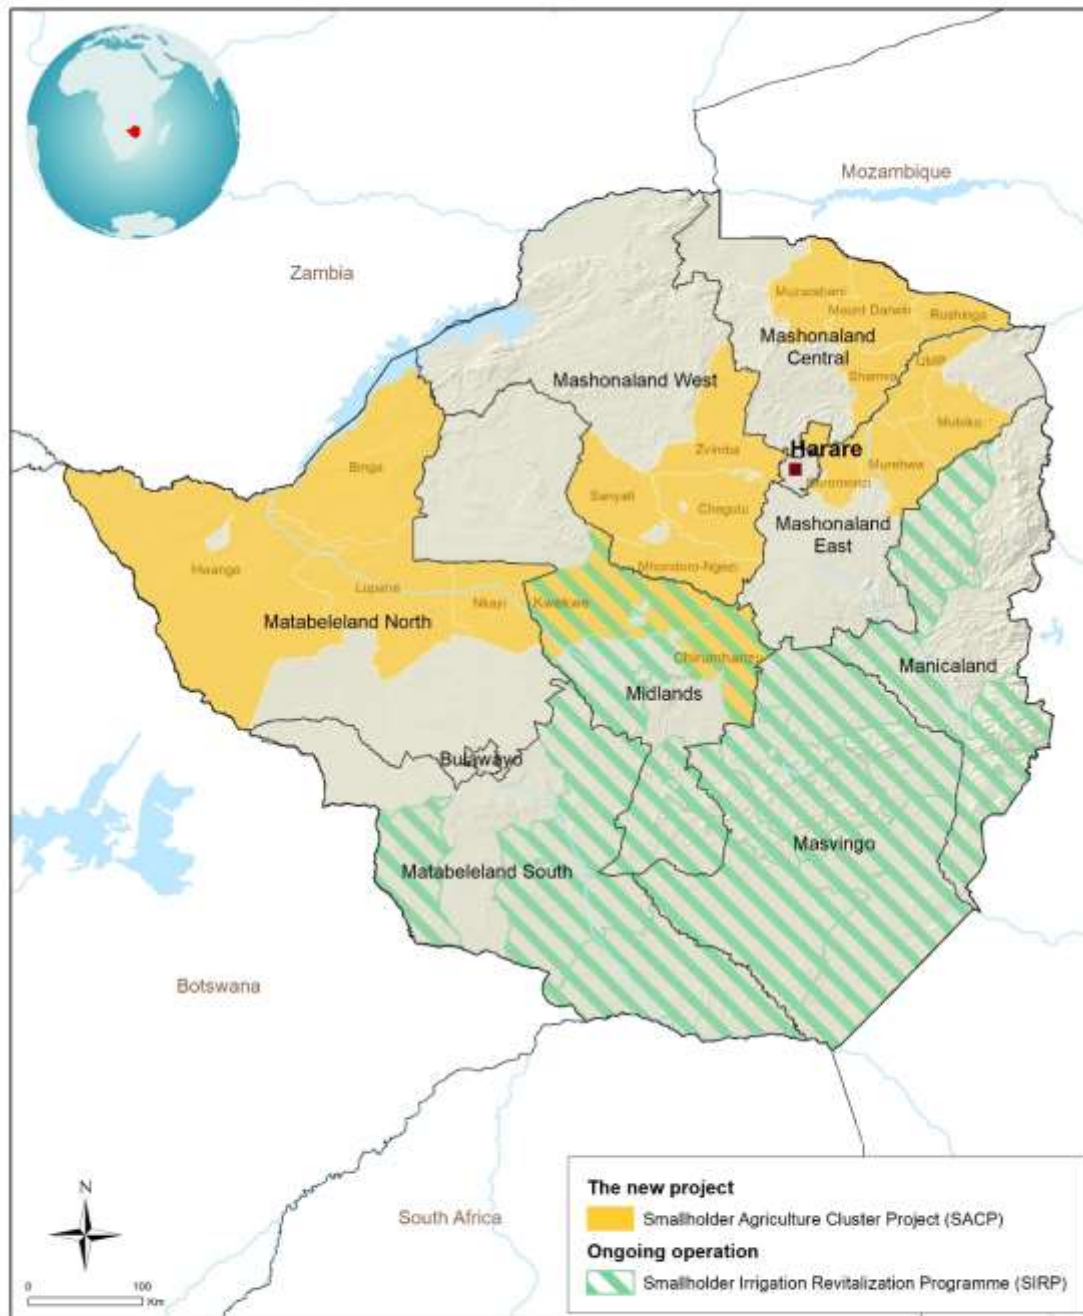 Mozambique
Zambia
Muzarabani
Mount Darwin
Rushinga
Mashonaland
Central
Shamva
UMP
Mashonaland West
Mutoko
Zvimba
Harare
Binga
Murehwa
Sanyati
Chegutu
Mashonaland
East
Hwange
Mhondoro-Ngezi
Lupane
Nkayi
Kwekwe
Matabeleland North
Chirumhanzu
Manicaland
Midlands
Bulawayo
Masvingo
Matabeleland South
Botswana
South Africa
N
0 100
Km
The new project
Smallholder Agriculture Cluster Project (SACP)
Ongoing operation
Smallholder Irrigation Revitalization Programme (SIRP)